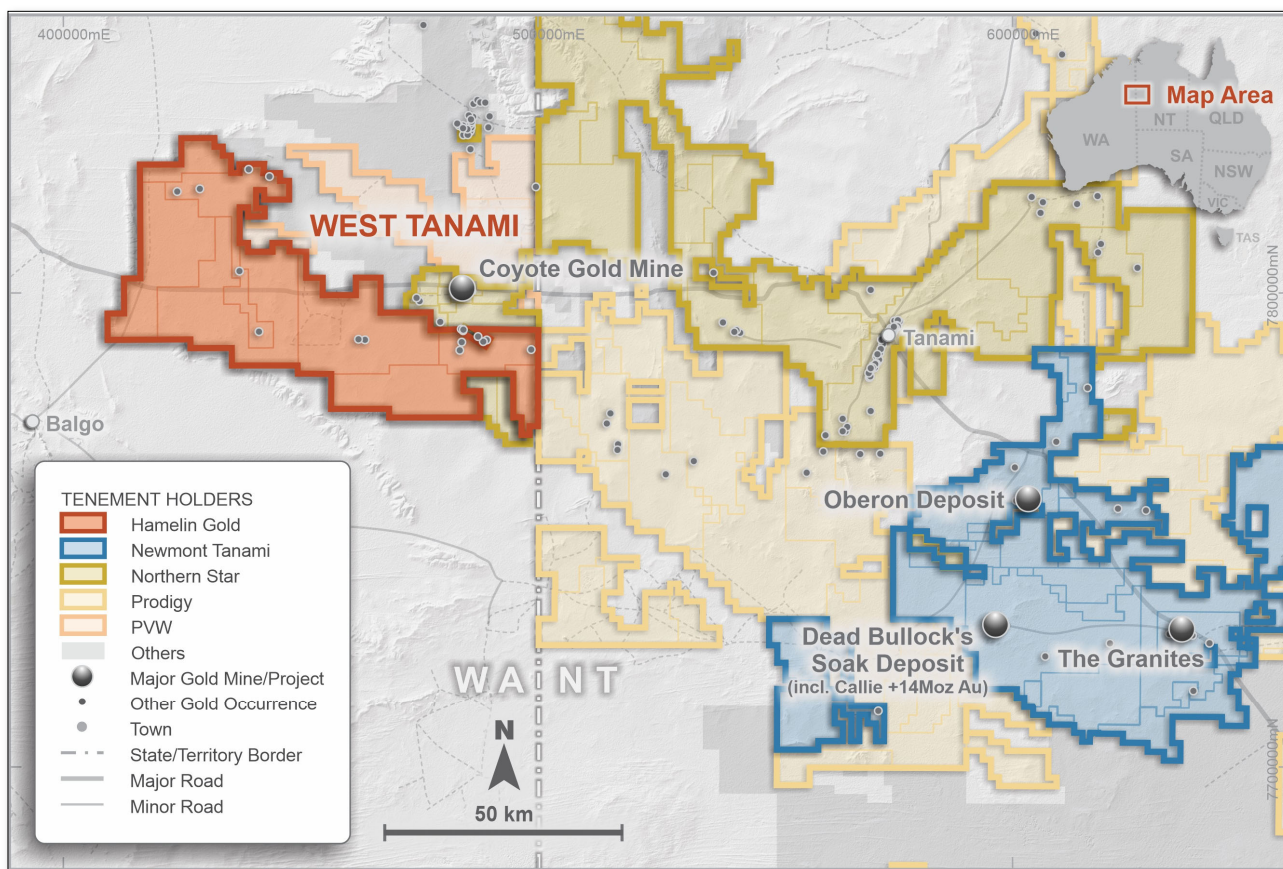 400000mE
500000mE
600000mE
Map Area
NT
QLD
WA
SA
NSW
VIC
TAS
WEST TANAMI
Coyote Gold Mine
7800000mN
Tanami
Balgo
Oberon Deposit
TENEMENT HOLDERS
Hamelin Gold
Newmont Tanami
Northern Star
Prodigy
PVW
Others
Major Gold Mine/Project
Other Gold Occurrence
Town
State/Territory Border
Major Road
Minor Road
Dead Bullock's
Soak Deposit
(incl. Callie +14Moz Au)
The Granites
WA NT
N
50 km
7700000mN